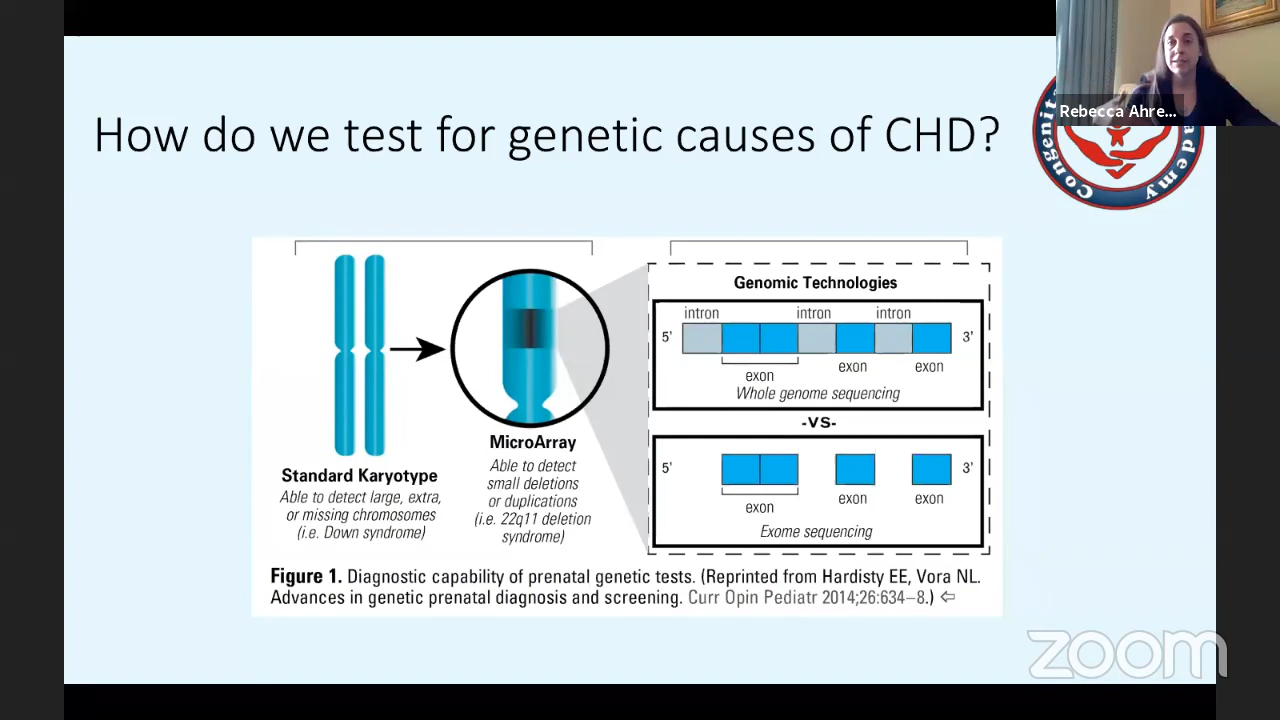 Rebecca Ahre...
How do we test for genetic causes of CHD?
Congenit
ademy
Standard Karyotype
Able to detect large, extra,
or missing chromosomes
(i.e. Down syndrome)
MicroArray
Able to detect
small deletions
or duplications
(i.e. 22q11 deletion
syndrome)
Genomic Technologies
intron intron intron
5' 3'
exon exon exon
Whole genome sequencing
-VS-
5' 3'
exon exon exon
Exome sequencing
Figure 1. Diagnostic capability of prenatal genetic tests. (Reprinted from Hardisty EE, Vora NL.
Advances in genetic prenatal diagnosis and screening. Curr Opin Pediatr 2014;26:634–8.) ⇦
zoom